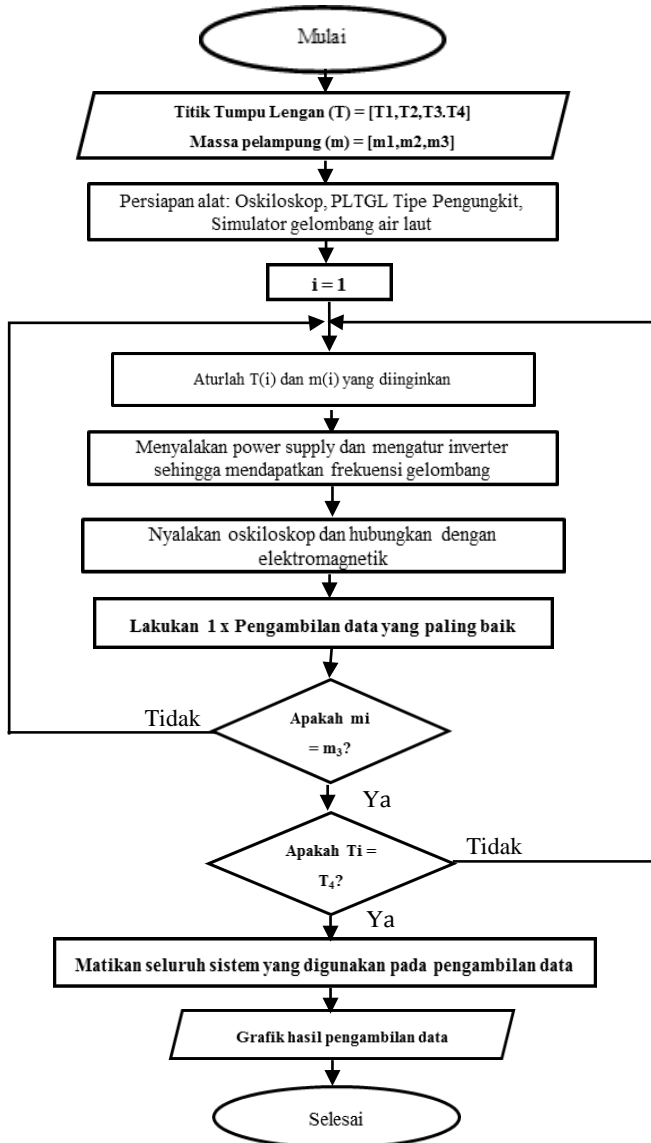 Mulai
Titik Tumpu Lengan (T) = [T1,T2,T3.T4]
Massa pelampung (m) = [m1,m2,m3]
Persiapan alat: Oskiloskop, PLTGL Tipe Pengungkit,
Simulator gelombang air laut
i = 1
Aturlah T(i) dan m(i) yang diinginkan
Menyalakan power supply dan mengatur inverter
sehingga mendapatkan frekuensi gelombang
Nyalakan oskiloskop dan hubungkan dengan
elektromagnetik
Lakukan 1 x Pengambilan data yang paling baik
Tidak
Apakah mi
= m₃?
Ya
Apakah Ti =
T₄?
Tidak
Ya
Matikan seluruh sistem yang digunakan pada pengambilan data
Grafik hasil pengambilan data
Selesai